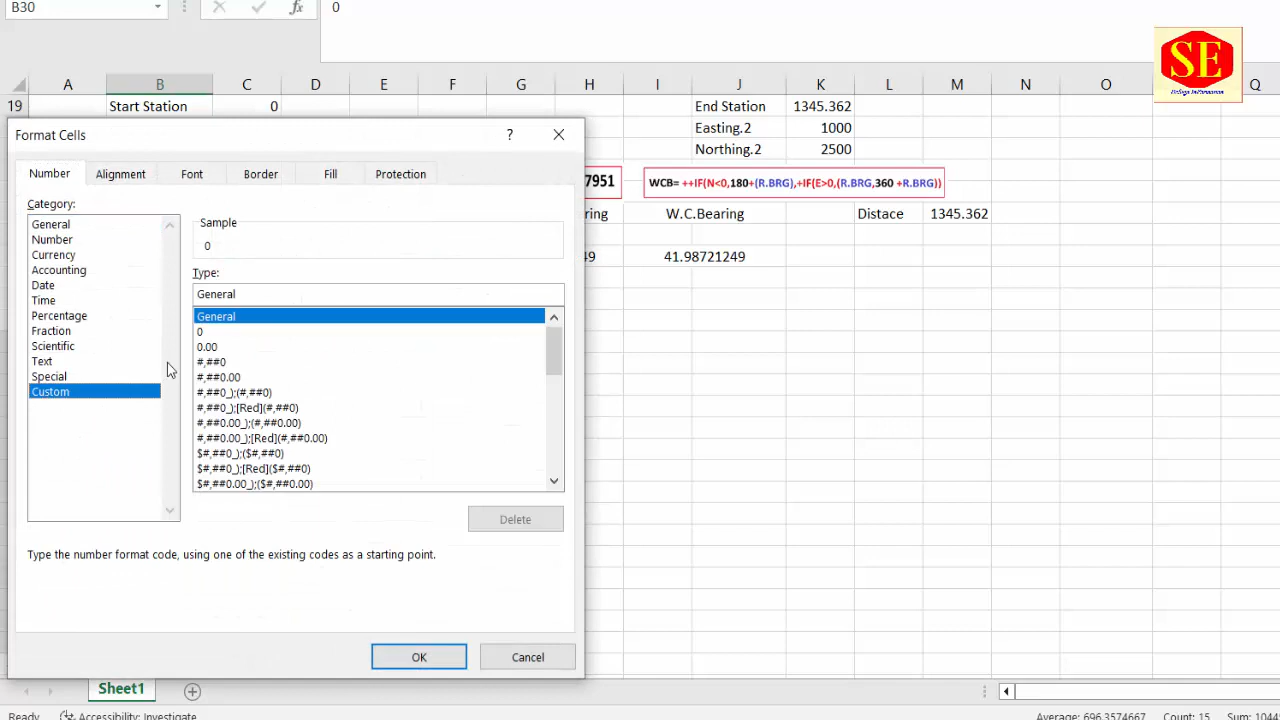 B30
fx
0
SE
A B C D E F G H I J K L M N O Q
19 Start Station 0 End Station 1345.362
Easting.2 1000
Northing.2 2500
7951 WCB= ++IF(N<0,180+(R.BRG),+IF(E>0,(R.BRG,360 +R.BRG))
ring W.C.Bearing Distace 1345.362
49 41.98721249
Format Cells
?
Number Alignment Font Border Fill Protection
Category:
General
Number
Currency
Accounting
Date
Time
Percentage
Fraction
Scientific
Text
Special
Custom
Sample
0
Type:
General
General
0
0.00
#,##0
#,##0.00
#,##0_);(#,##0)
#,##0_);[Red](#,##0)
#,##0.00_);(#,##0.00)
#,##0.00_);[Red](#,##0.00)
$#,##0_);($#,##0)
$#,##0_);[Red]($#,##0)
$#,##0.00_);($#,##0.00)
Delete
Type the number format code, using one of the existing codes as a starting point.
OK Cancel
Sheet1
Ready Accessibility: Investigate Average: 696.3574667 Count: 15 Sum: 1044